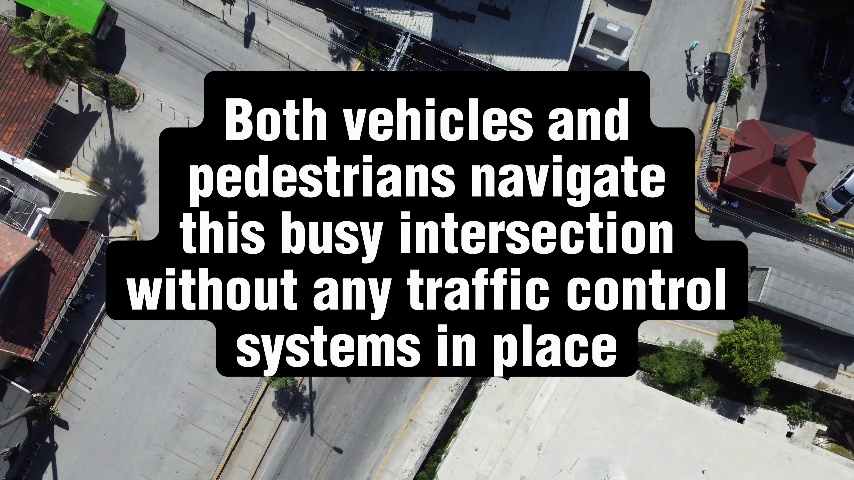 Both vehicles and
pedestrians navigate
this busy intersection
without any traffic control
systems in place